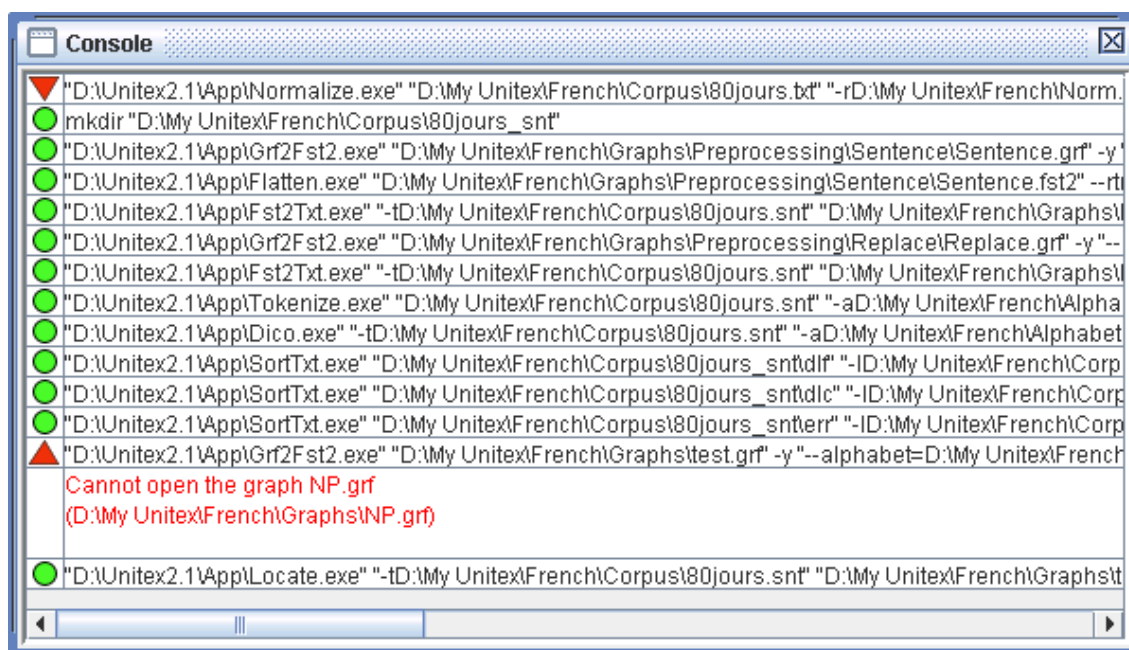 Console
"D:\Unitex2.1\App\Normalize.exe" "D:\My Unitex\French\Corpus\80jours.txt" "-rD:\My Unitex\French\Norm.
mkdir "D:\My Unitex\French\Corpus\80jours_snt"
"D:\Unitex2.1\App\Grf2Fst2.exe" "D:\My Unitex\French\Graphs\Preprocessing\Sentence\Sentence.grf" -y "
"D:\Unitex2.1\App\Flatten.exe" "D:\My Unitex\French\Graphs\Preprocessing\Sentence\Sentence.fst2" --rt
"D:\Unitex2.1\App\Fst2Txt.exe" "-tD:\My Unitex\French\Corpus\80jours.snt" "D:\My Unitex\French\Graphs\
"D:\Unitex2.1\App\Grf2Fst2.exe" "D:\My Unitex\French\Graphs\Preprocessing\Replace\Replace.grf" -y "--
"D:\Unitex2.1\App\Fst2Txt.exe" "-tD:\My Unitex\French\Corpus\80jours.snt" "D:\My Unitex\French\Graphs\
"D:\Unitex2.1\App\Tokenize.exe" "D:\My Unitex\French\Corpus\80jours.snt" "-aD:\My Unitex\French\Alpha
"D:\Unitex2.1\App\Dico.exe" "-tD:\My Unitex\French\Corpus\80jours.snt" "-aD:\My Unitex\French\Alphabet
"D:\Unitex2.1\App\SortTxt.exe" "D:\My Unitex\French\Corpus\80jours_snt\dlf" "-lD:\My Unitex\French\Corp
"D:\Unitex2.1\App\SortTxt.exe" "D:\My Unitex\French\Corpus\80jours_snt\dlc" "-lD:\My Unitex\French\Corp
"D:\Unitex2.1\App\SortTxt.exe" "D:\My Unitex\French\Corpus\80jours_snt\err" "-lD:\My Unitex\French\Corp
"D:\Unitex2.1\App\Grf2Fst2.exe" "D:\My Unitex\French\Graphs\test.grf" -y "--alphabet=D:\My Unitex\French
Cannot open the graph NP.grf
(D:\My Unitex\French\Graphs\NP.grf)
"D:\Unitex2.1\App\Locate.exe" "-tD:\My Unitex\French\Corpus\80jours.snt" "D:\My Unitex\French\Graphs\t